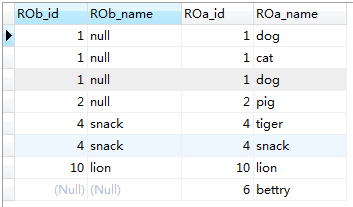 ROb_id ROb_name ROa_id ROa_name
1 null 1 dog
1 null 1 cat
1 null 1 dog
2 null 2 pig
4 snack 4 tiger
4 snack 4 snack
10 lion 10 lion
(Null) (Null) 6 bettry